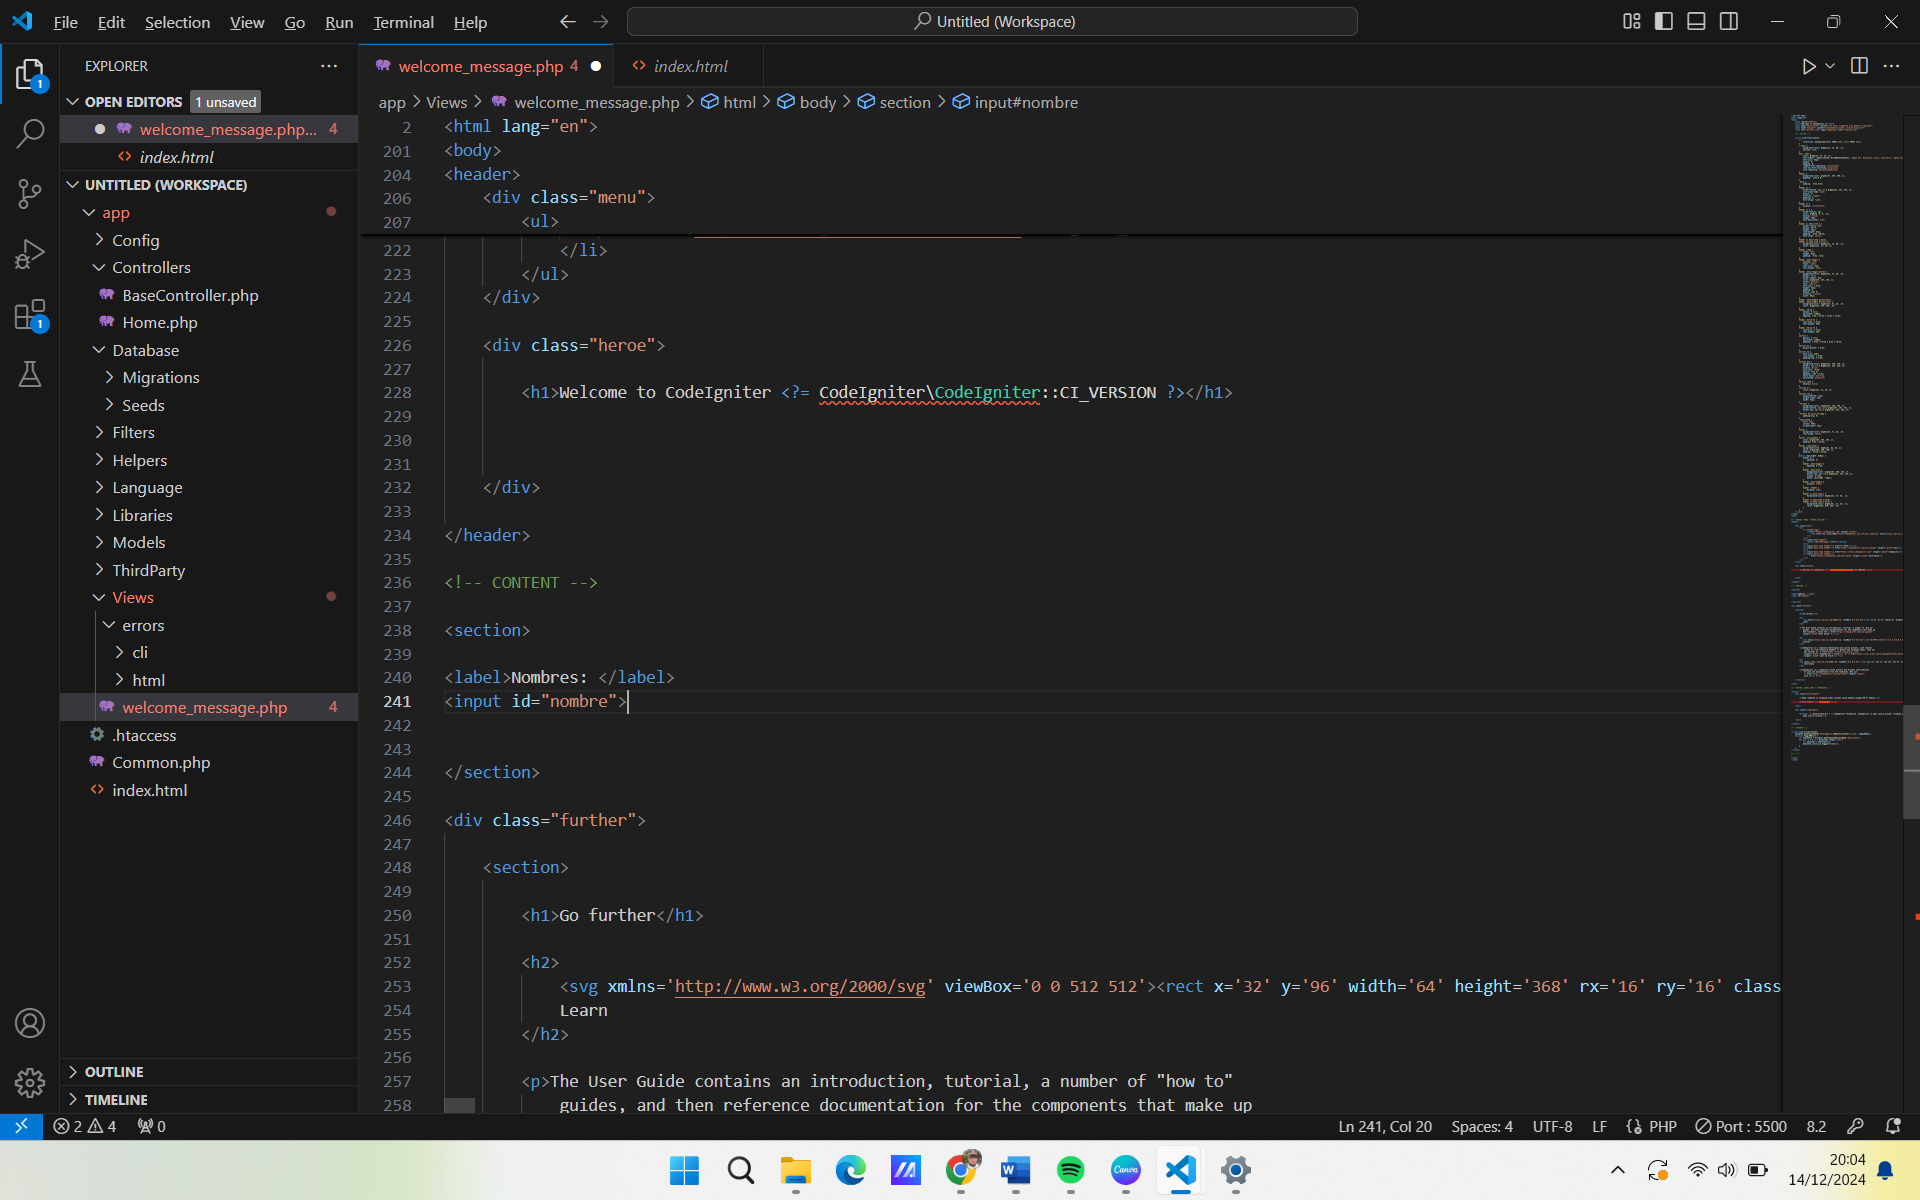 File Edit Selection View Go Run Terminal Help
Untitled (Workspace)
EXPLORER
OPEN EDITORS 1 unsaved
welcome_message.php... 4
index.html
UNTITLED (WORKSPACE)
app
Config
Controllers
BaseController.php
Home.php
Database
Migrations
Seeds
Filters
Helpers
Language
Libraries
Models
ThirdParty
Views
errors
cli
html
welcome_message.php 4
.htaccess
Common.php
index.html
OUTLINE
TIMELINE
1
1
welcome_message.php 4
index.html
app > Views > welcome_message.php > html > body > section > input#nombre
2 <html lang="en">
201 <body>
204 <header>
206 <div class="menu">
207 <ul>
222 </li>
223 </ul>
224 </div>
225
226 <div class="heroe">
227
228 <h1>Welcome to CodeIgniter <?= CodeIgniter\CodeIgniter::CI_VERSION ?></h1>
229
230
231
232 </div>
233
234 </header>
235
236 <!-- CONTENT -->
237
238 <section>
239
240 <label>Nombres: </label>
241 <input id="nombre">
242
243
244 </section>
245
246 <div class="further">
247
248 <section>
249
250 <h1>Go further</h1>
251
252 <h2>
253 <svg xmlns='http://www.w3.org/2000/svg' viewBox='0 0 512 512'><rect x='32' y='96' width='64' height='368' rx='16' ry='16' class
254 Learn
255 </h2>
256
257 <p>The User Guide contains an introduction, tutorial, a number of "how to"
258 guides, and then reference documentation for the components that make up
2 4 0
Ln 241, Col 20 Spaces: 4 UTF-8 LF PHP Port : 5500 8.2
Canva
20:04
14/12/2024